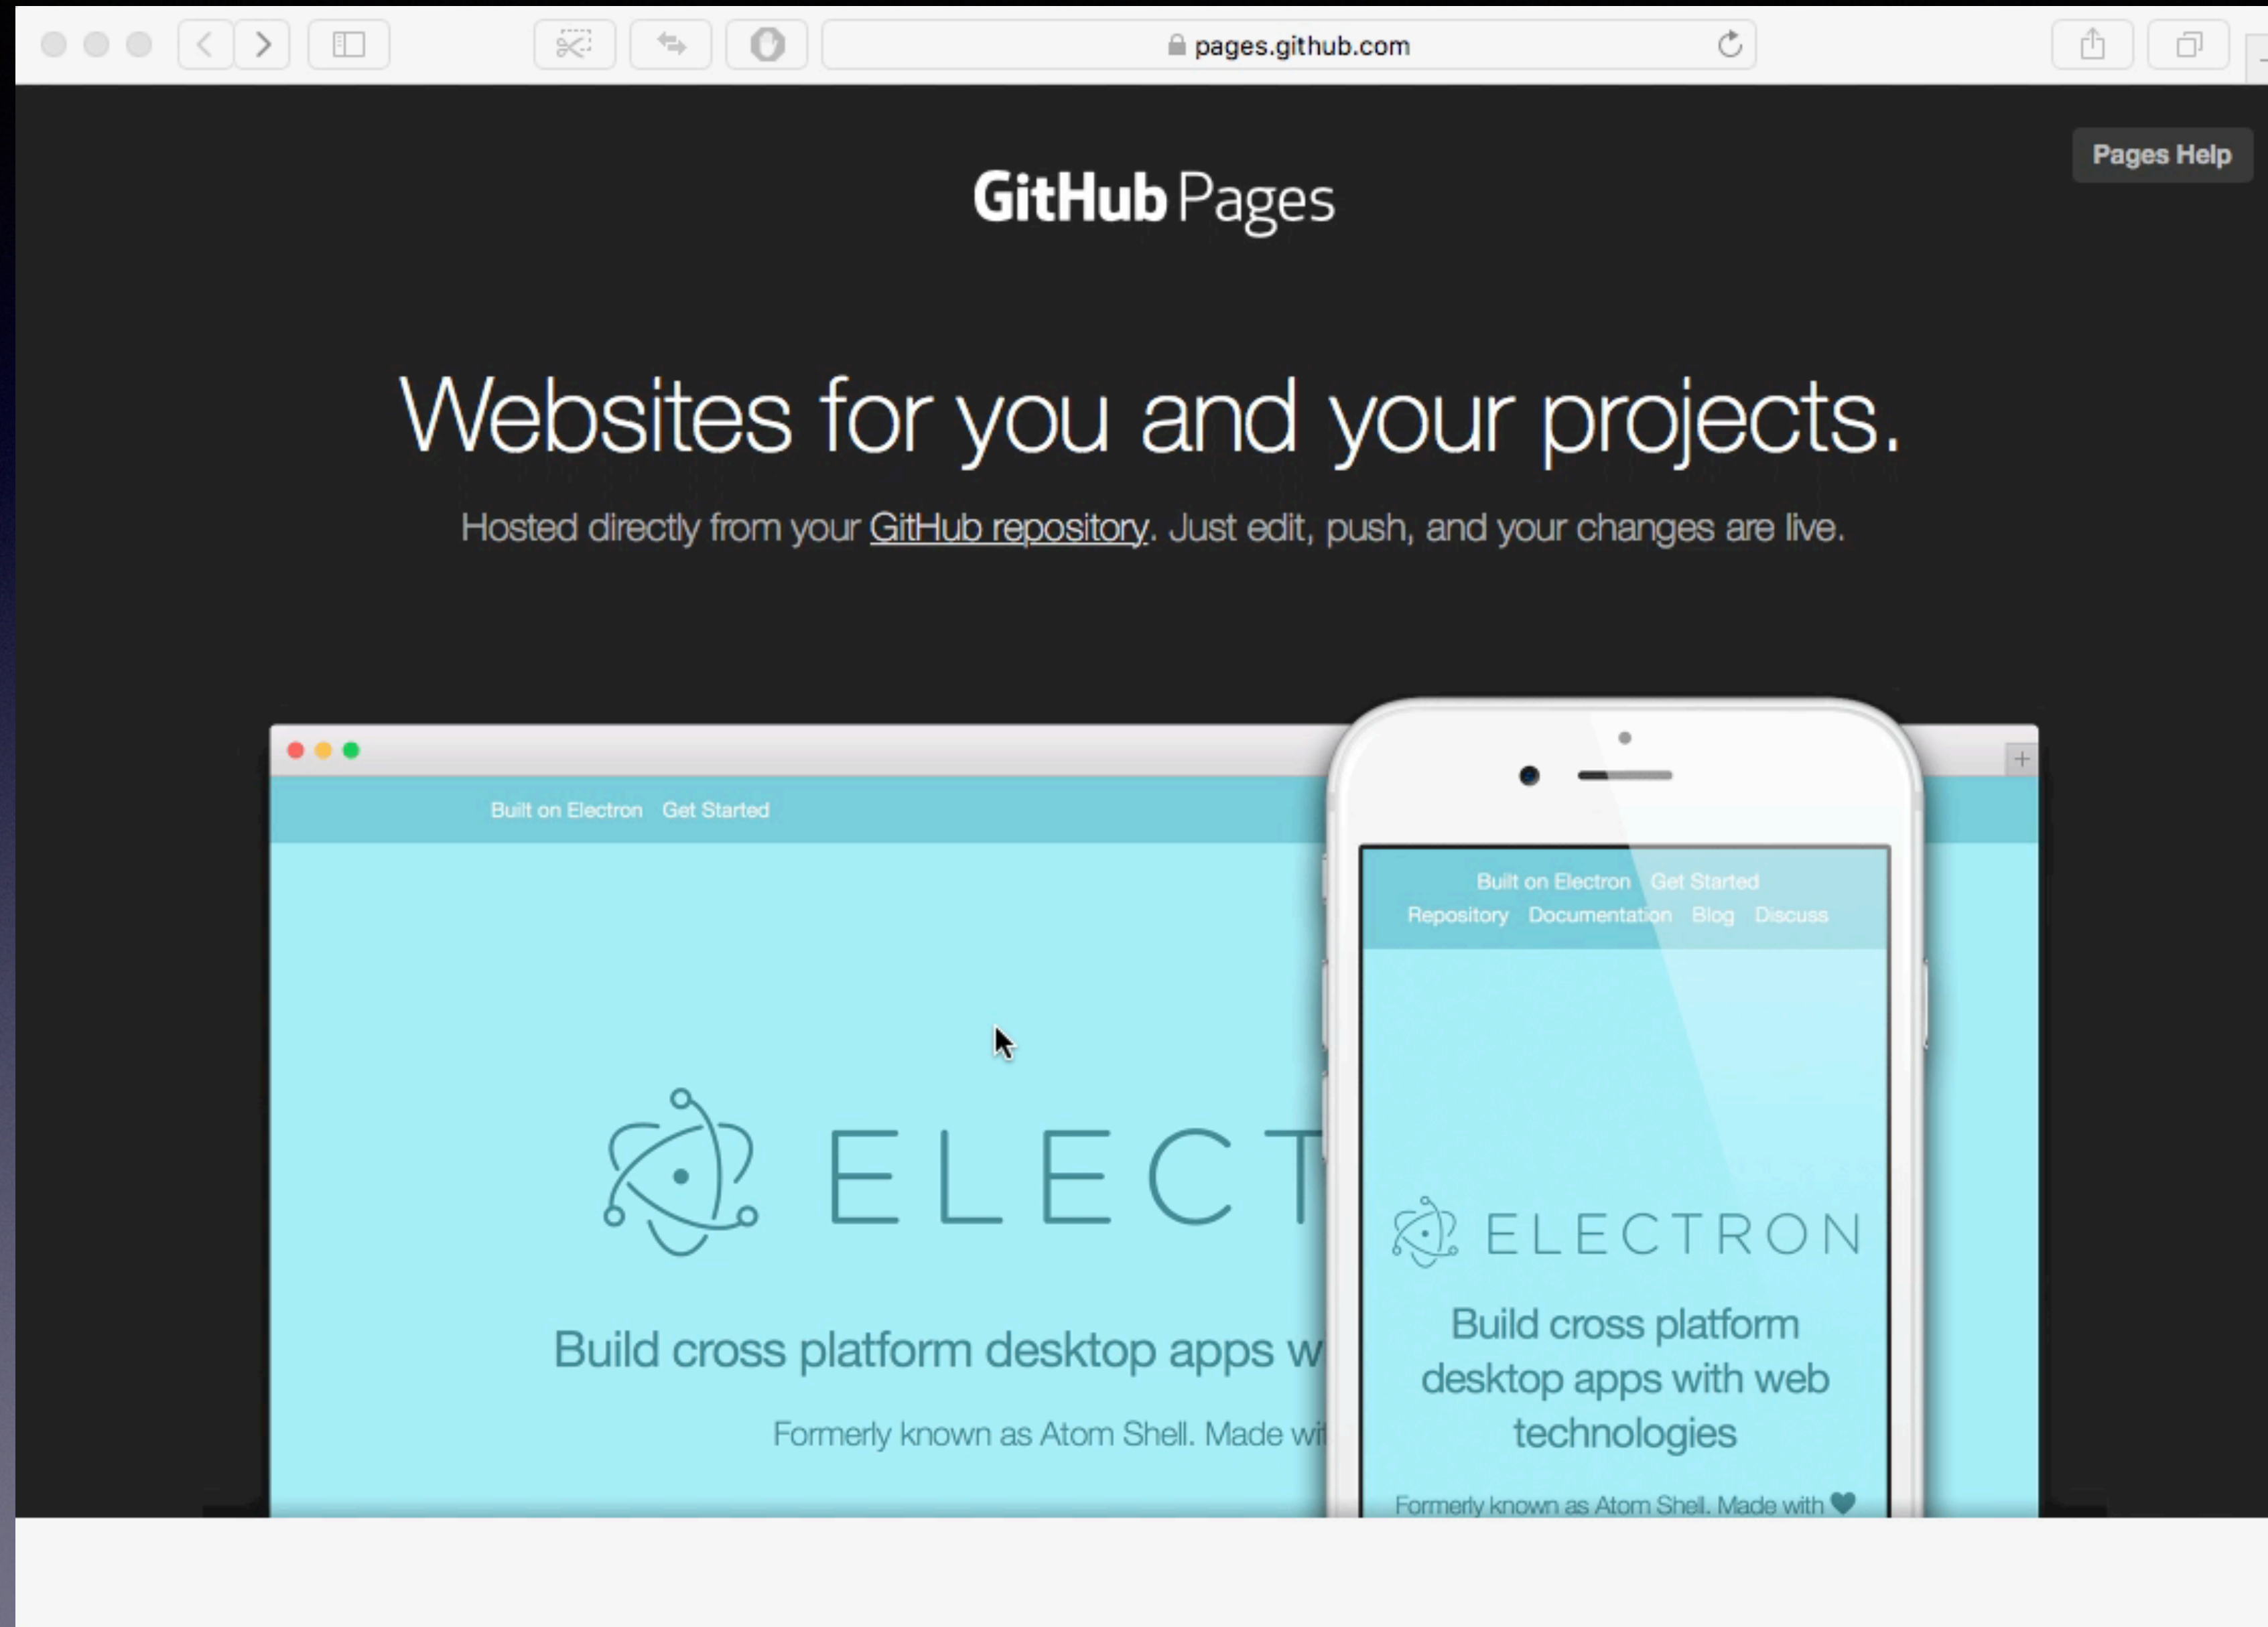 pages.github.com
Pages Help
GitHub Pages
Websites for you and your projects.
Hosted directly from your GitHub repository. Just edit, push, and your changes are live.
Built on Electron Get Started
ELECT
Build cross platform desktop apps w
Formerly known as Atom Shell. Made wit
Built on Electron Get Started
Repository Documentation Blog Discuss
ELECTRON
Build cross platform
desktop apps with web
technologies
Formerly known as Atom Shell. Made with ♥